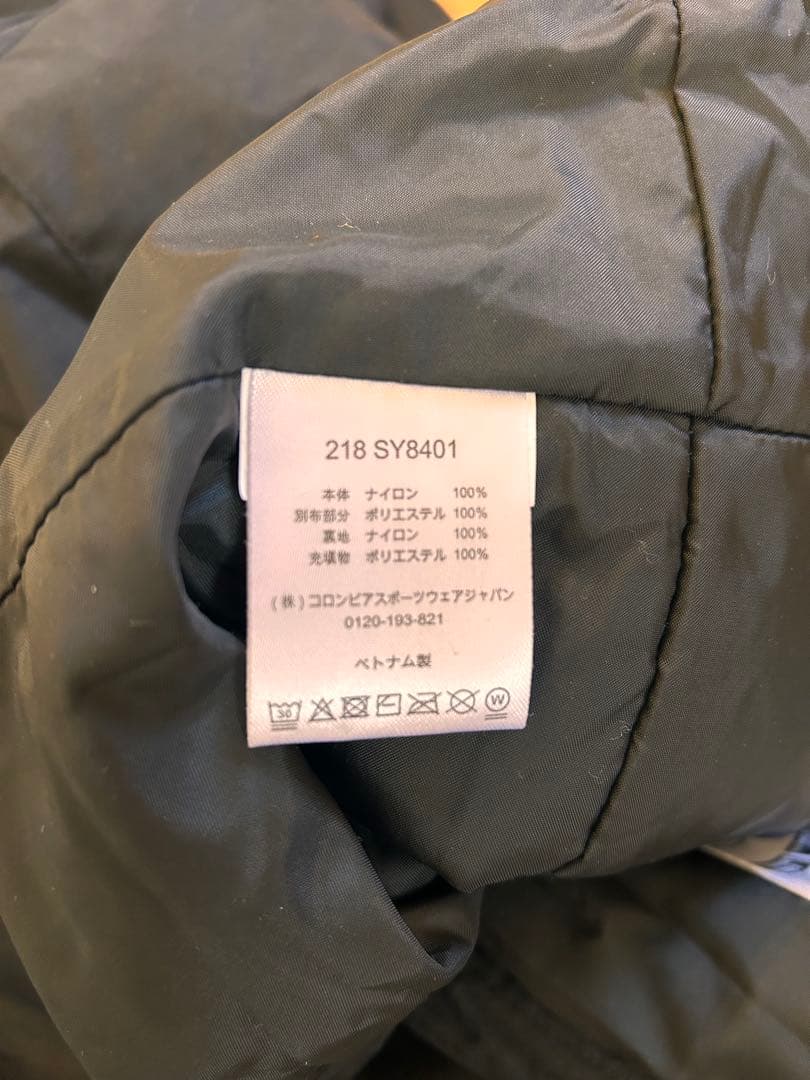 218 SY8401
本体 ナイロン 100%
別布部分 ポリエステル 100%
裏地 ナイロン 100%
充填物 ポリエステル 100%
(株)コロンビアスポーツウェアジャパン
0120-193-821
ベトナム製
30 W